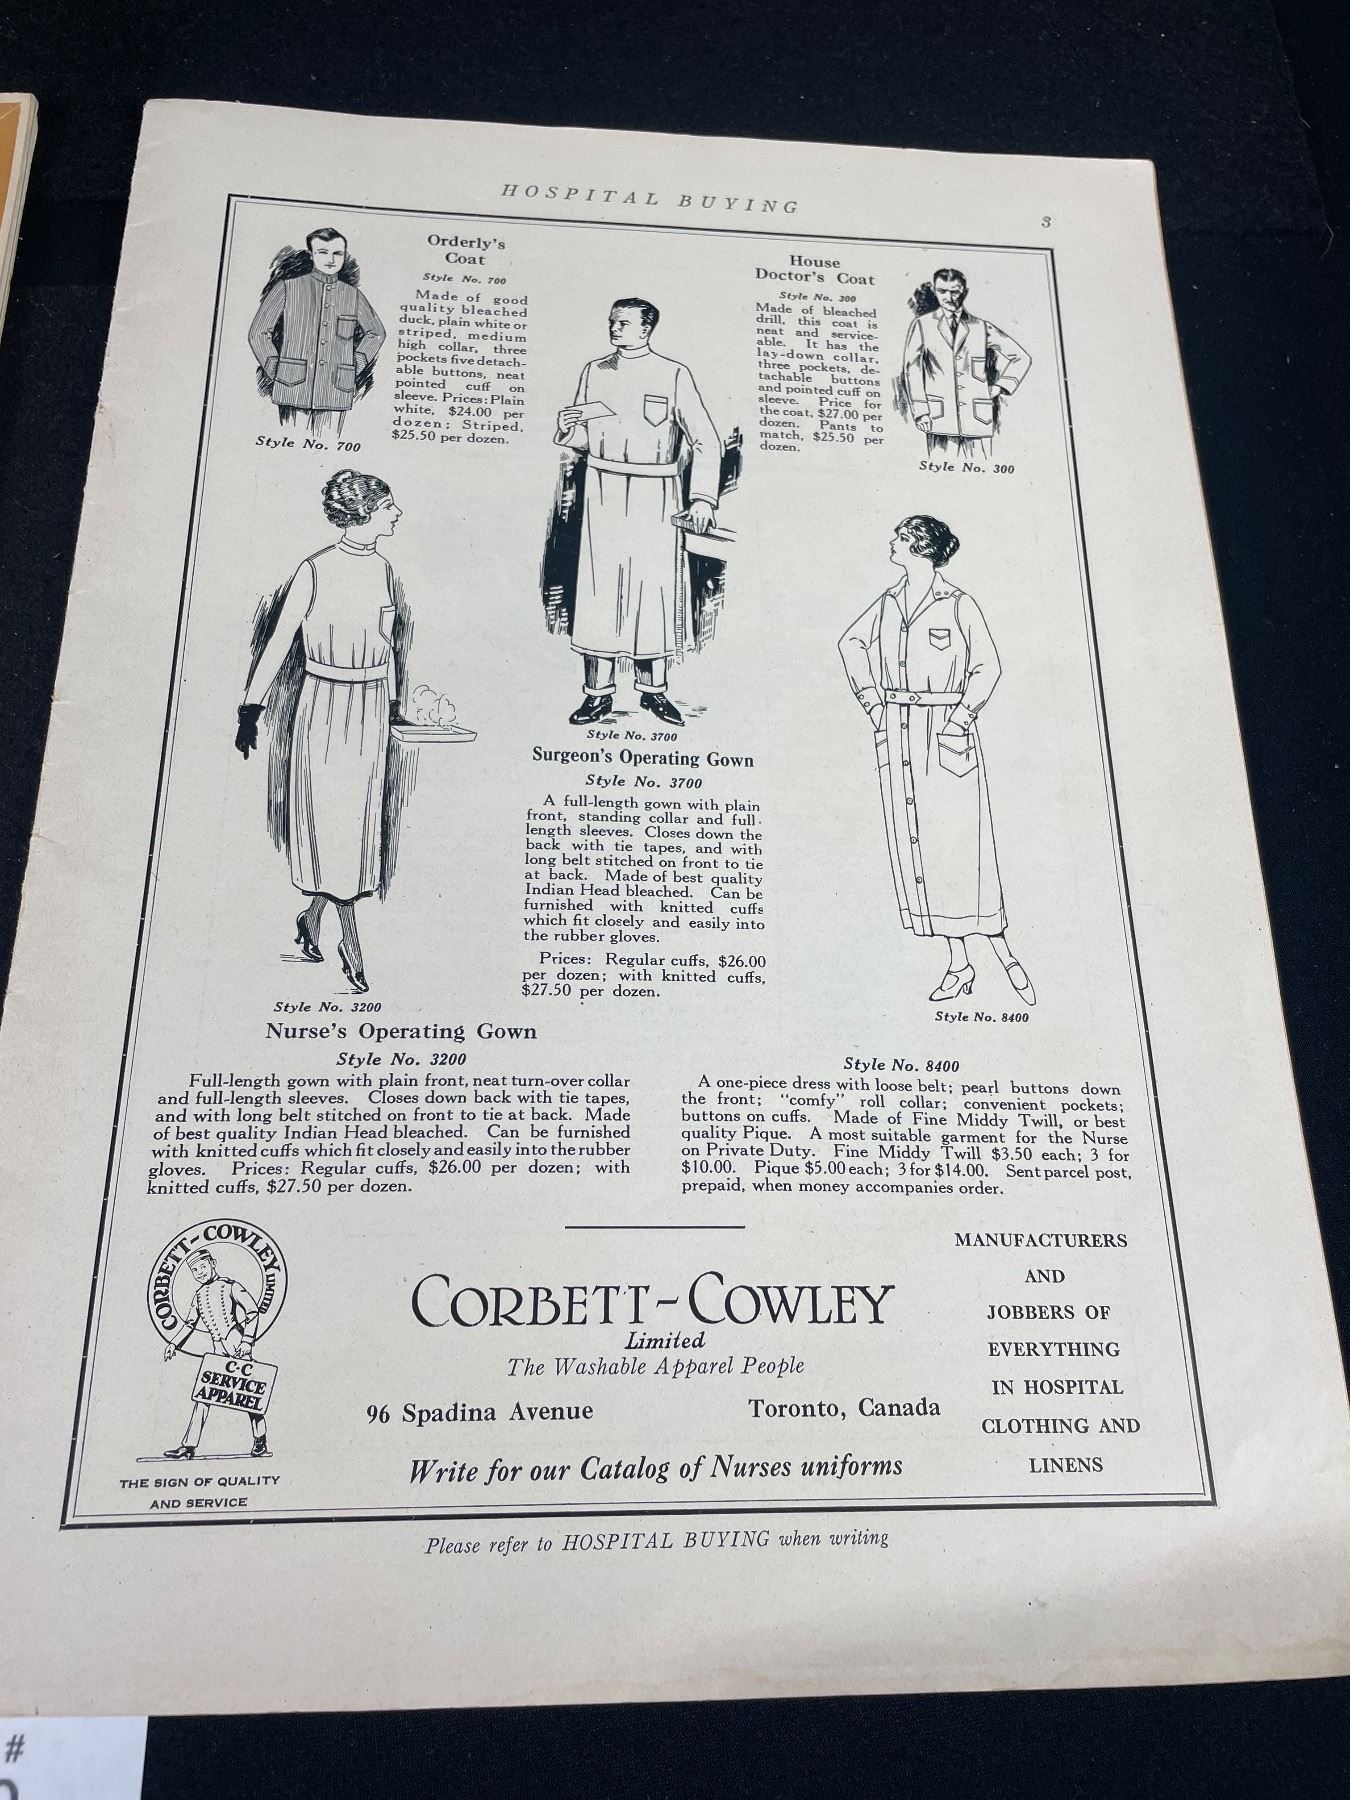 HOSPITAL BUYING
3
Orderly's
Coat
Style No. 700
Made of good
quality bleached
duck, plain white or
striped, medium
high collar, three
pockets five detach-
able buttons, neat
pointed cuff on
sleeve. Prices: Plain
white, $24.00 per
dozen; Striped,
$25.50 per dozen.
Style No. 700
House
Doctor's Coat
Style No. 300
Made of bleached
drill, this coat is
neat and service-
able. It has the
lay-down collar,
three pockets, de-
tachable buttons
and pointed cuff on
sleeve. Price for
the coat, $27.00 per
dozen. Pants to
match, $25.50 per
dozen.
Style No. 300
Style No. 3700
Surgeon's Operating Gown
Style No. 3700
A full-length gown with plain
front, standing collar and full-
length sleeves. Closes down the
back with tie tapes, and with
long belt stitched on front to tie
at back. Made of best quality
Indian Head bleached. Can be
furnished with knitted cuffs
which fit closely and easily into
the rubber gloves.
Prices: Regular cuffs, $26.00
per dozen; with knitted cuffs,
$27.50 per dozen.
Style No. 3200
Nurse's Operating Gown
Style No. 3200
Full-length gown with plain front, neat turn-over collar
and full-length sleeves. Closes down back with tie tapes,
and with long belt stitched on front to tie at back. Made
of best quality Indian Head bleached. Can be furnished
with knitted cuffs which fit closely and easily into the rubber
gloves. Prices: Regular cuffs, $26.00 per dozen; with
knitted cuffs, $27.50 per dozen.
Style No. 8400
Style No. 8400
A one-piece dress with loose belt; pearl buttons down
the front; "comfy" roll collar; convenient pockets;
buttons on cuffs. Made of Fine Middy Twill, or best
quality Pique. A most suitable garment for the Nurse
on Private Duty. Fine Middy Twill $3.50 each; 3 for
$10.00. Pique $5.00 each; 3 for $14.00. Sent parcel post,
prepaid, when money accompanies order.
CORBETT-COWLEY LIMITED
C-C
SERVICE
APPAREL
THE SIGN OF QUALITY
AND SERVICE
CORBETT-COWLEY
Limited
The Washable Apparel People
96 Spadina Avenue Toronto, Canada
Write for our Catalog of Nurses uniforms
MANUFACTURERS
AND
JOBBERS OF
EVERYTHING
IN HOSPITAL
CLOTHING AND
LINENS
Please refer to HOSPITAL BUYING when writing
#